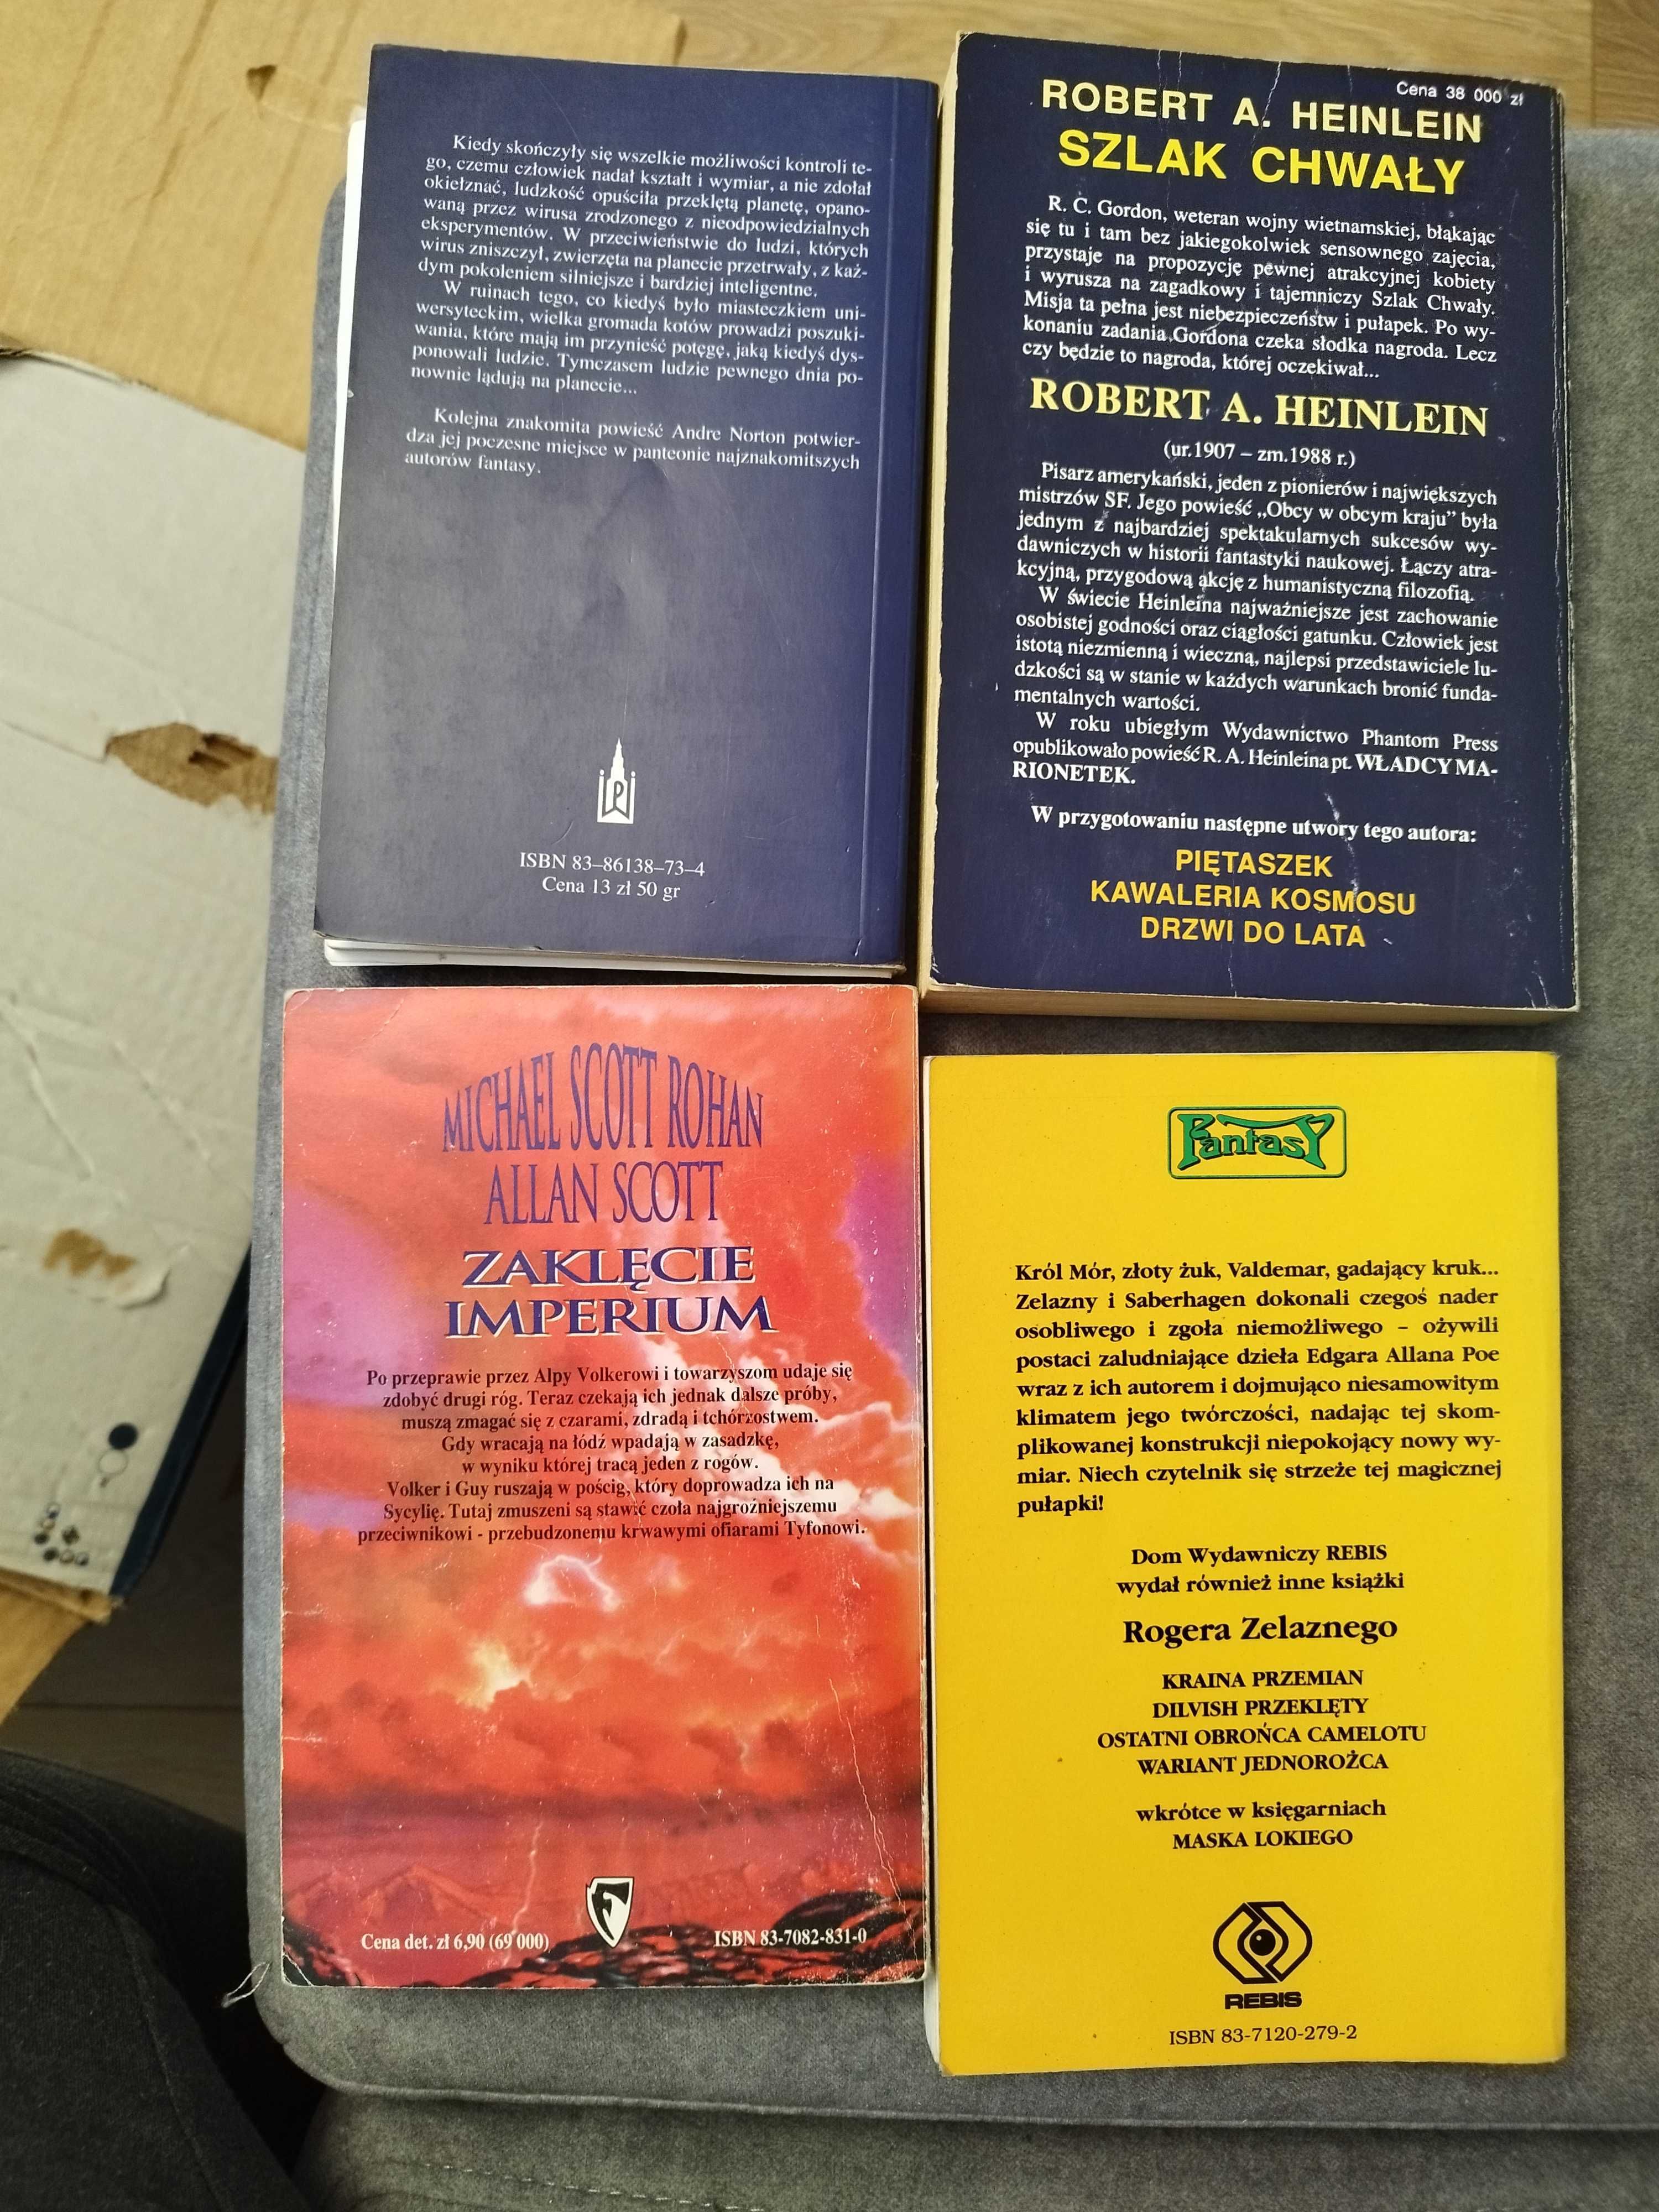 Kiedy skończyły się wszelkie możliwości kontroli te-
go, czemu człowiek nadał kształt i wymiar, a nie zdołał
okiełznać, ludzkość opuściła przeklętą planetę, opano-
waną przez wirusa zrodzonego z nieodpowiedzialnych
eksperymentów. W przeciwieństwie do ludzi, których
wirus zniszczył, zwierzęta na planecie przetrwały, z każ-
dym pokoleniem silniejsze i bardziej inteligentne.
W ruinach tego, co kiedyś było miasteczkiem uni-
wersyteckim, wielka gromada kotów prowadzi poszuki-
wania, które mają im przynieść potęgę, jaką kiedyś dys-
ponowali ludzie. Tymczasem ludzie pewnego dnia po-
nownie lądują na planecie...
Kolejna znakomita powieść Andre Norton potwier-
dza jej poczesne miejsce w panteonie najznakomitszych
autorów fantasy.
iPi
ISBN 83–86138–73–4
Cena 13 zł 50 gr
Cena 38 000 zł
ROBERT A. HEINLEIN
SZLAK CHWAŁY
R. C. Gordon, weteran wojny wietnamskiej, błąkając
się tu i tam bez jakiegokolwiek sensownego zajęcia,
przystaje na propozycję pewnej atrakcyjnej kobiety
i wyrusza na zagadkowy i tajemniczy Szlak Chwały.
Misja ta pełna jest niebezpieczeństw i pułapek. Po wy-
konaniu zadania Gordona czeka słodka nagroda. Lecz
czy będzie to nagroda, której oczekiwał...
ROBERT A. HEINLEIN
(ur.1907 – zm.1988 r.)
Pisarz amerykański, jeden z pionierów i największych
mistrzów SF. Jego powieść „Obcy w obcym kraju” była
jednym z najbardziej spektakularnych sukcesów wy-
dawniczych w historii fantastyki naukowej. Łączy atra-
kcyjną, przygodową akcję z humanistyczną filozofią.
W świecie Heinleina najważniejsze jest zachowanie
osobistej godności oraz ciągłości gatunku. Człowiek jest
istotą niezmienną i wieczną, najlepsi przedstawiciele lu-
dzkości są w stanie w każdych warunkach bronić funda-
mentalnych wartości.
W roku ubiegłym Wydawnictwo Phantom Press
opublikowało powieść R. A. Heinleina pt. WŁADCY MA-
RIONETEK.
W przygotowaniu następne utwory tego autora:
PIĘTASZEK
KAWALERIA KOSMOSU
DRZWI DO LATA
MICHAEL SCOTT ROHAN
ALLAN SCOTT
ZAKLĘCIE
IMPERIUM
Po przeprawie przez Alpy Volkerowi i towarzyszom udaje się
zdobyć drugi róg. Teraz czekają ich jednak dalsze próby,
muszą zmagać się z czarami, zdradą i tchórzostwem.
Gdy wracają na łódź wpadają w zasadzkę,
w wyniku której tracą jeden z rogów.
Volker i Guy ruszają w pościg, który doprowadza ich na
Sycylię. Tutaj zmuszeni są stawić czoła najgroźniejszemu
przeciwnikowi - przebudzonemu krwawymi ofiarami Tyfonowi.
Cena det. zł 6,90 (69 000)
ISBN 83-7082-831-0
Fantasy
Król Mór, złoty żuk, Valdemar, gadający kruk...
Zelazny i Saberhagen dokonali czegoś nader
osobliwego i zgoła niemożliwego – ożywili
postaci zaludniające dzieła Edgara Allana Poe
wraz z ich autorem i dojmująco niesamowitym
klimatem jego twórczości, nadając tej skom-
plikowanej konstrukcji niepokojący nowy wy-
miar. Niech czytelnik się strzeże tej magicznej
pułapki!
Dom Wydawniczy REBIS
wydał również inne książki
Rogera Zelaznego
KRAINA PRZEMIAN
DILVISH PRZEKLĘTY
OSTATNI OBROŃCA CAMELOTU
WARIANT JEDNOROŻCA
wkrótce w księgarniach
MASKA LOKIEGO
REBIS
ISBN 83-7120-279-2